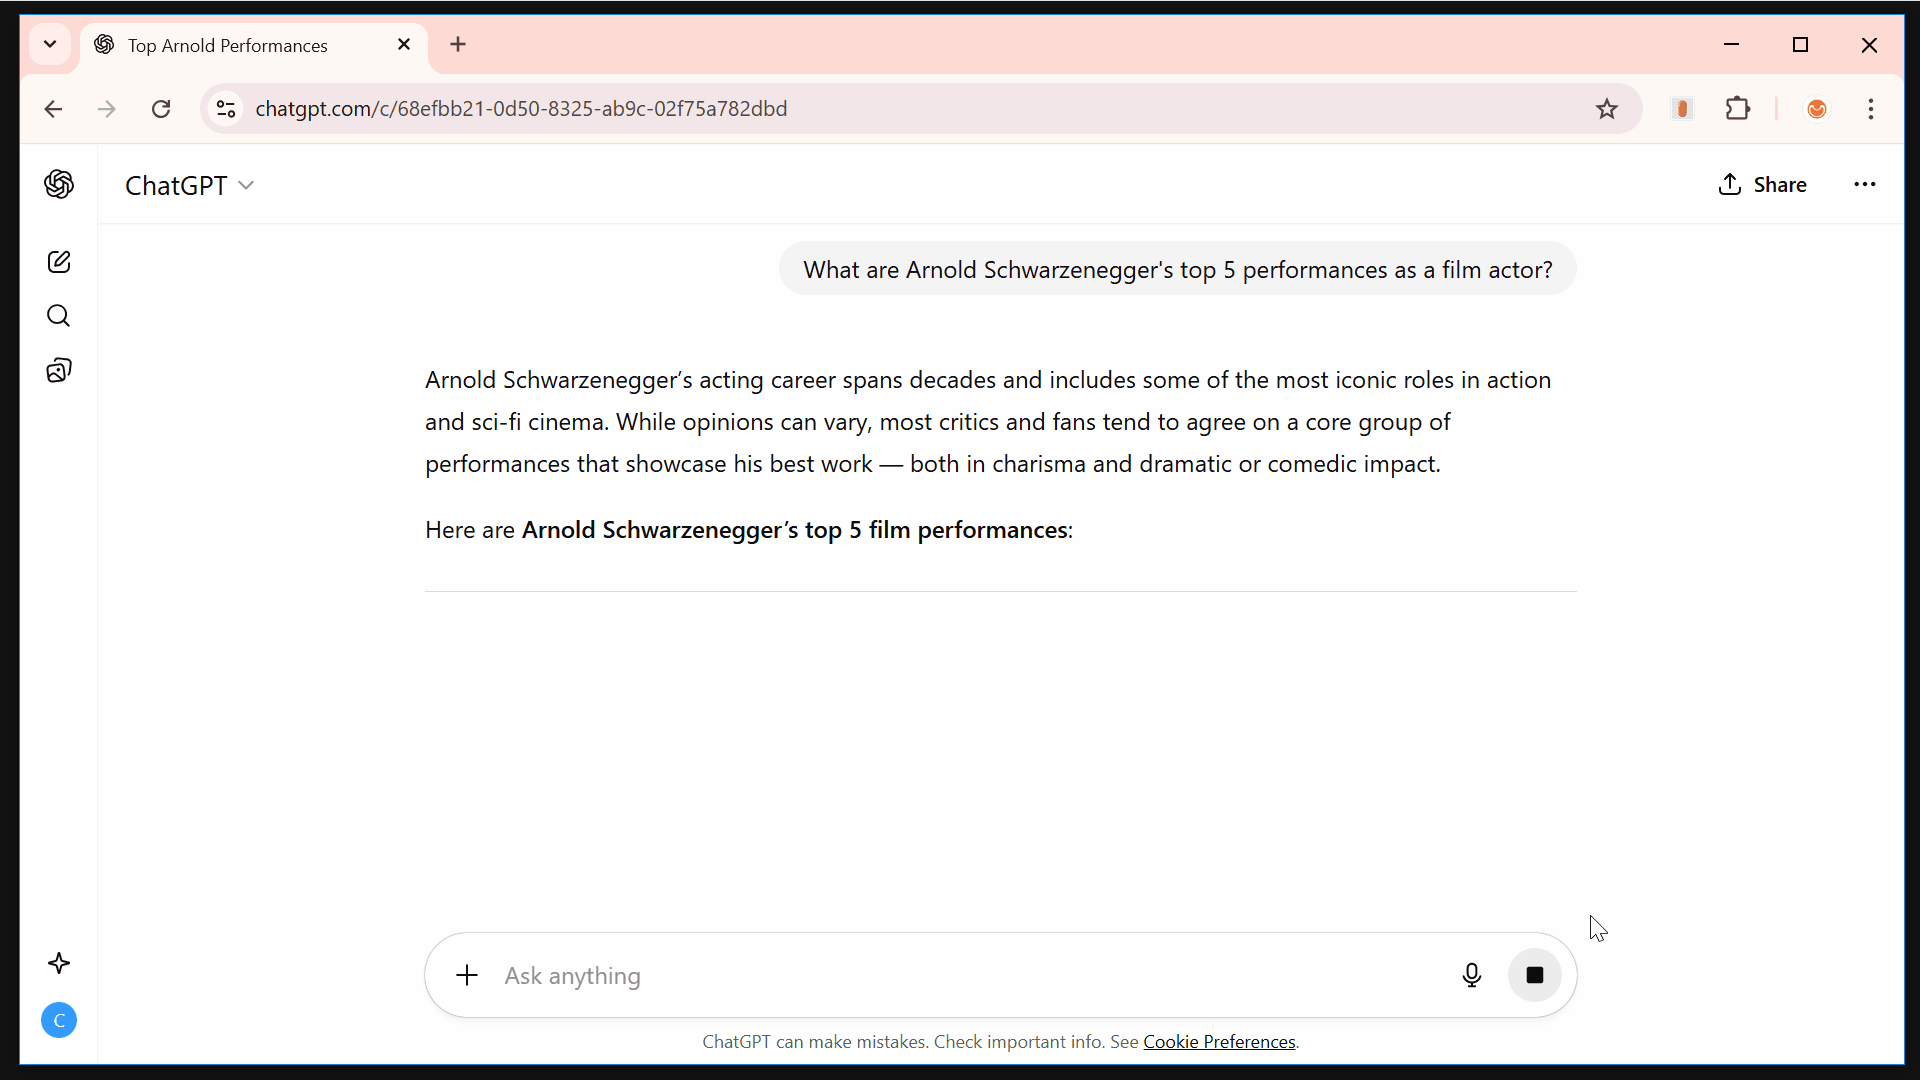 Top Arnold Performances
chatgpt.com/c/68efbb21-0d50-8325-ab9c-02f75a782dbd
ChatGPT
Share
What are Arnold Schwarzenegger's top 5 performances as a film actor?
Arnold Schwarzenegger’s acting career spans decades and includes some of the most iconic roles in action
and sci-fi cinema. While opinions can vary, most critics and fans tend to agree on a core group of
performances that showcase his best work — both in charisma and dramatic or comedic impact.
Here are Arnold Schwarzenegger’s top 5 film performances:
Ask anything
C
ChatGPT can make mistakes. Check important info. See Cookie Preferences.